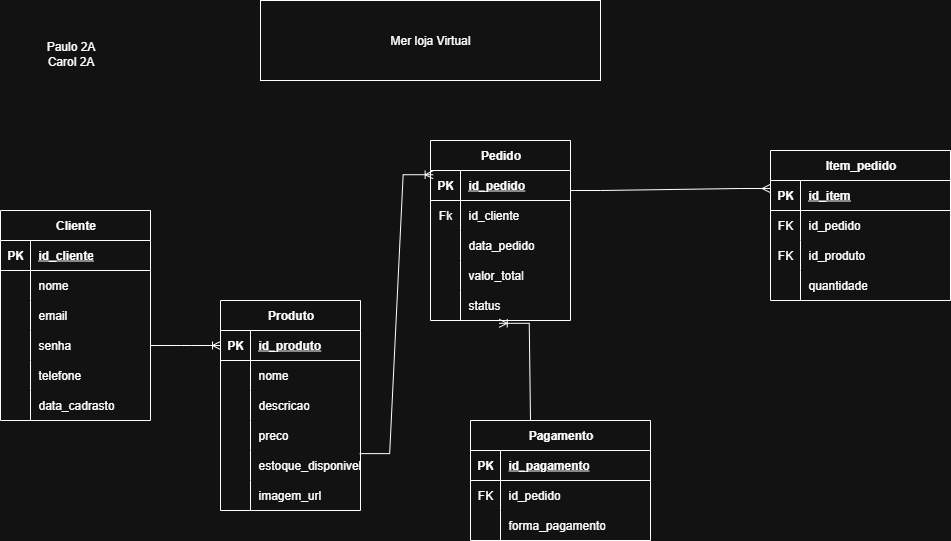 Paulo 2A
Carol 2A
Mer loja Virtual
Cliente
PK id_cliente
nome
email
senha
telefone
data_cadrasto
Produto
PK id_produto
nome
descricao
preco
estoque_disponivel
imagem_url
Pedido
PK id_pedido
Fk id_cliente
data_pedido
valor_total
status
Item_pedido
PK id_item
FK id_pedido
FK id_produto
quantidade
Pagamento
PK id_pagamento
FK id_pedido
forma_pagamento